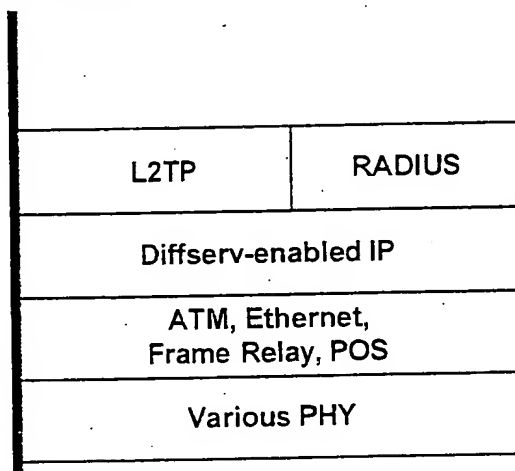 L2TP RADIUS
Diffserv-enabled IP
ATM, Ethernet,
Frame Relay, POS
Various PHY